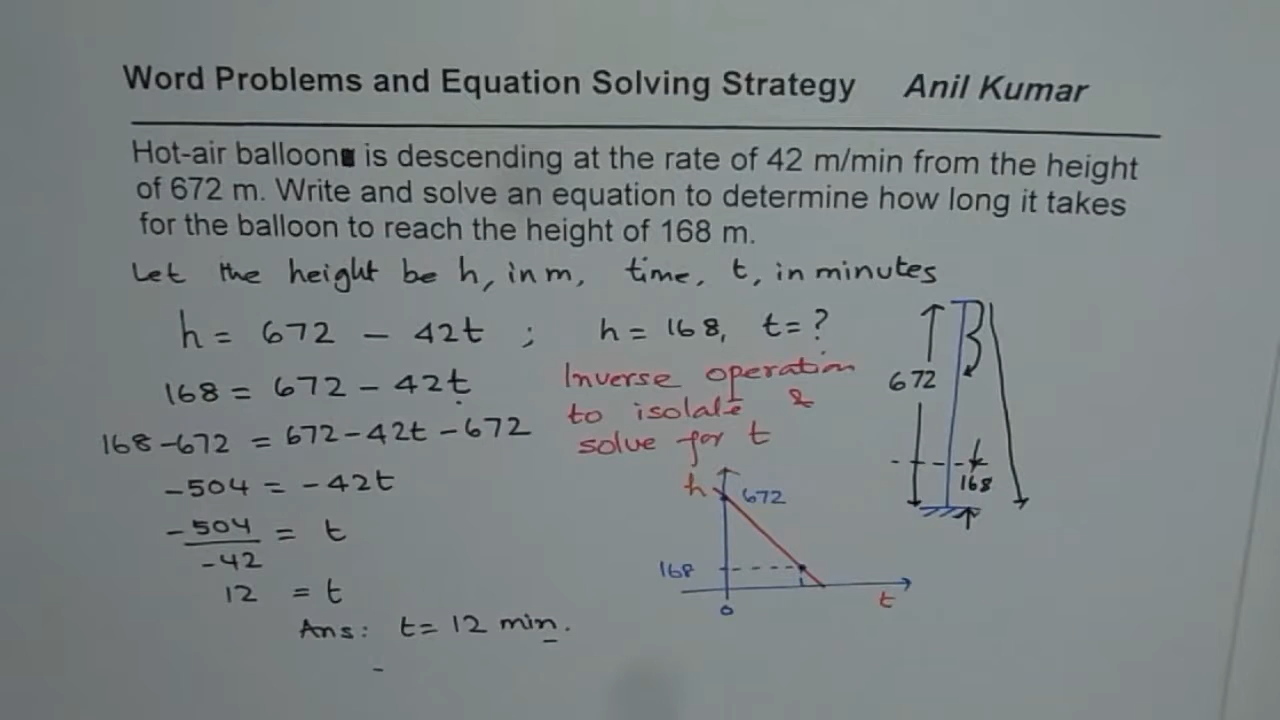 Word Problems and Equation Solving Strategy Anil Kumar
Hot-air balloon is descending at the rate of 42 m/min from the height
of 672 m. Write and solve an equation to determine how long it takes
for the balloon to reach the height of 168 m.
Let the height be h, in m, time, t, in minutes
h = 672 - 42t ; h = 168, t = ?
168 = 672 - 42t
168 - 672 = 672 - 42t - 672
-504 = -42t
-504
-42
= t
12 = t
Ans: t = 12 min.
Inverse operation
to isolate &
solve for t
h
672
168
0
t
672
168